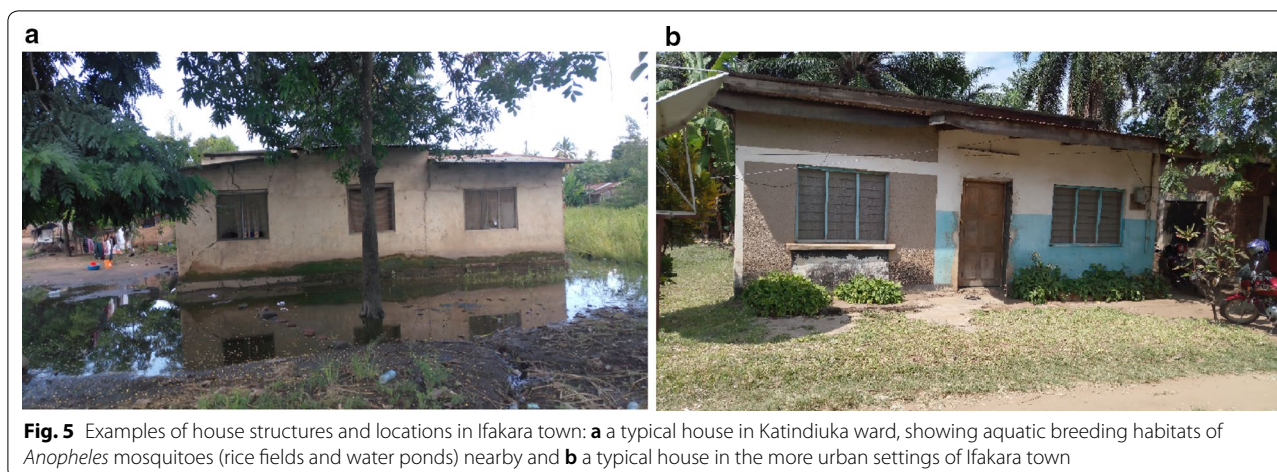 a
b
Fig. 5 Examples of house structures and locations in Ifakara town: a a typical house in Katindiuka ward, showing aquatic breeding habitats of
Anopheles mosquitoes (rice fields and water ponds) nearby and b a typical house in the more urban settings of Ifakara town